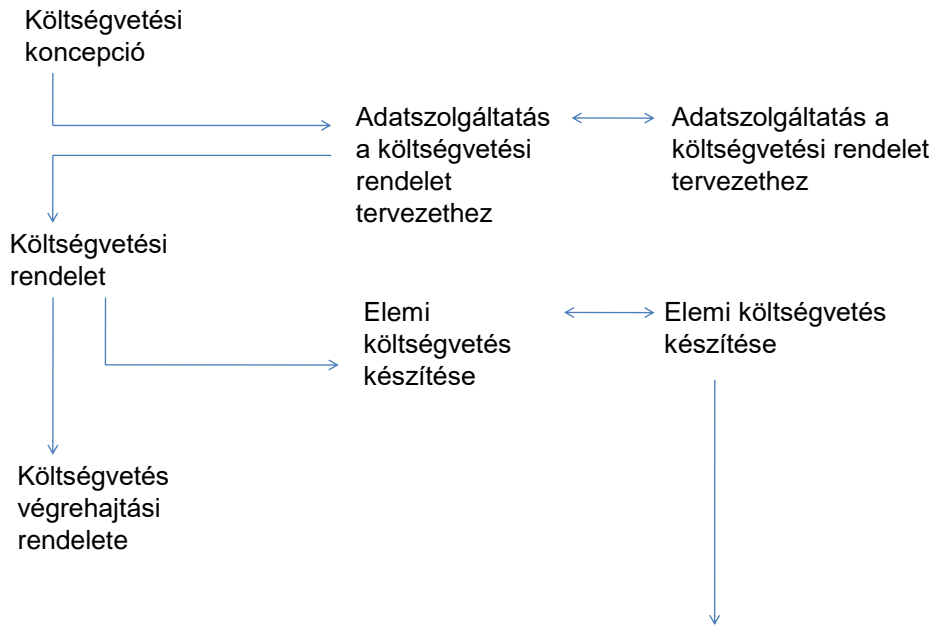 Költségvetési
koncepció
Adatszolgáltatás
a költségvetési
rendelet
tervezethez
Adatszolgáltatás a
költségvetési rendelet
tervezethez
Költségvetési
rendelet
Elemi
költségvetés
készítése
Elemi költségvetés
készítése
Költségvetés
végrehajtási
rendelete